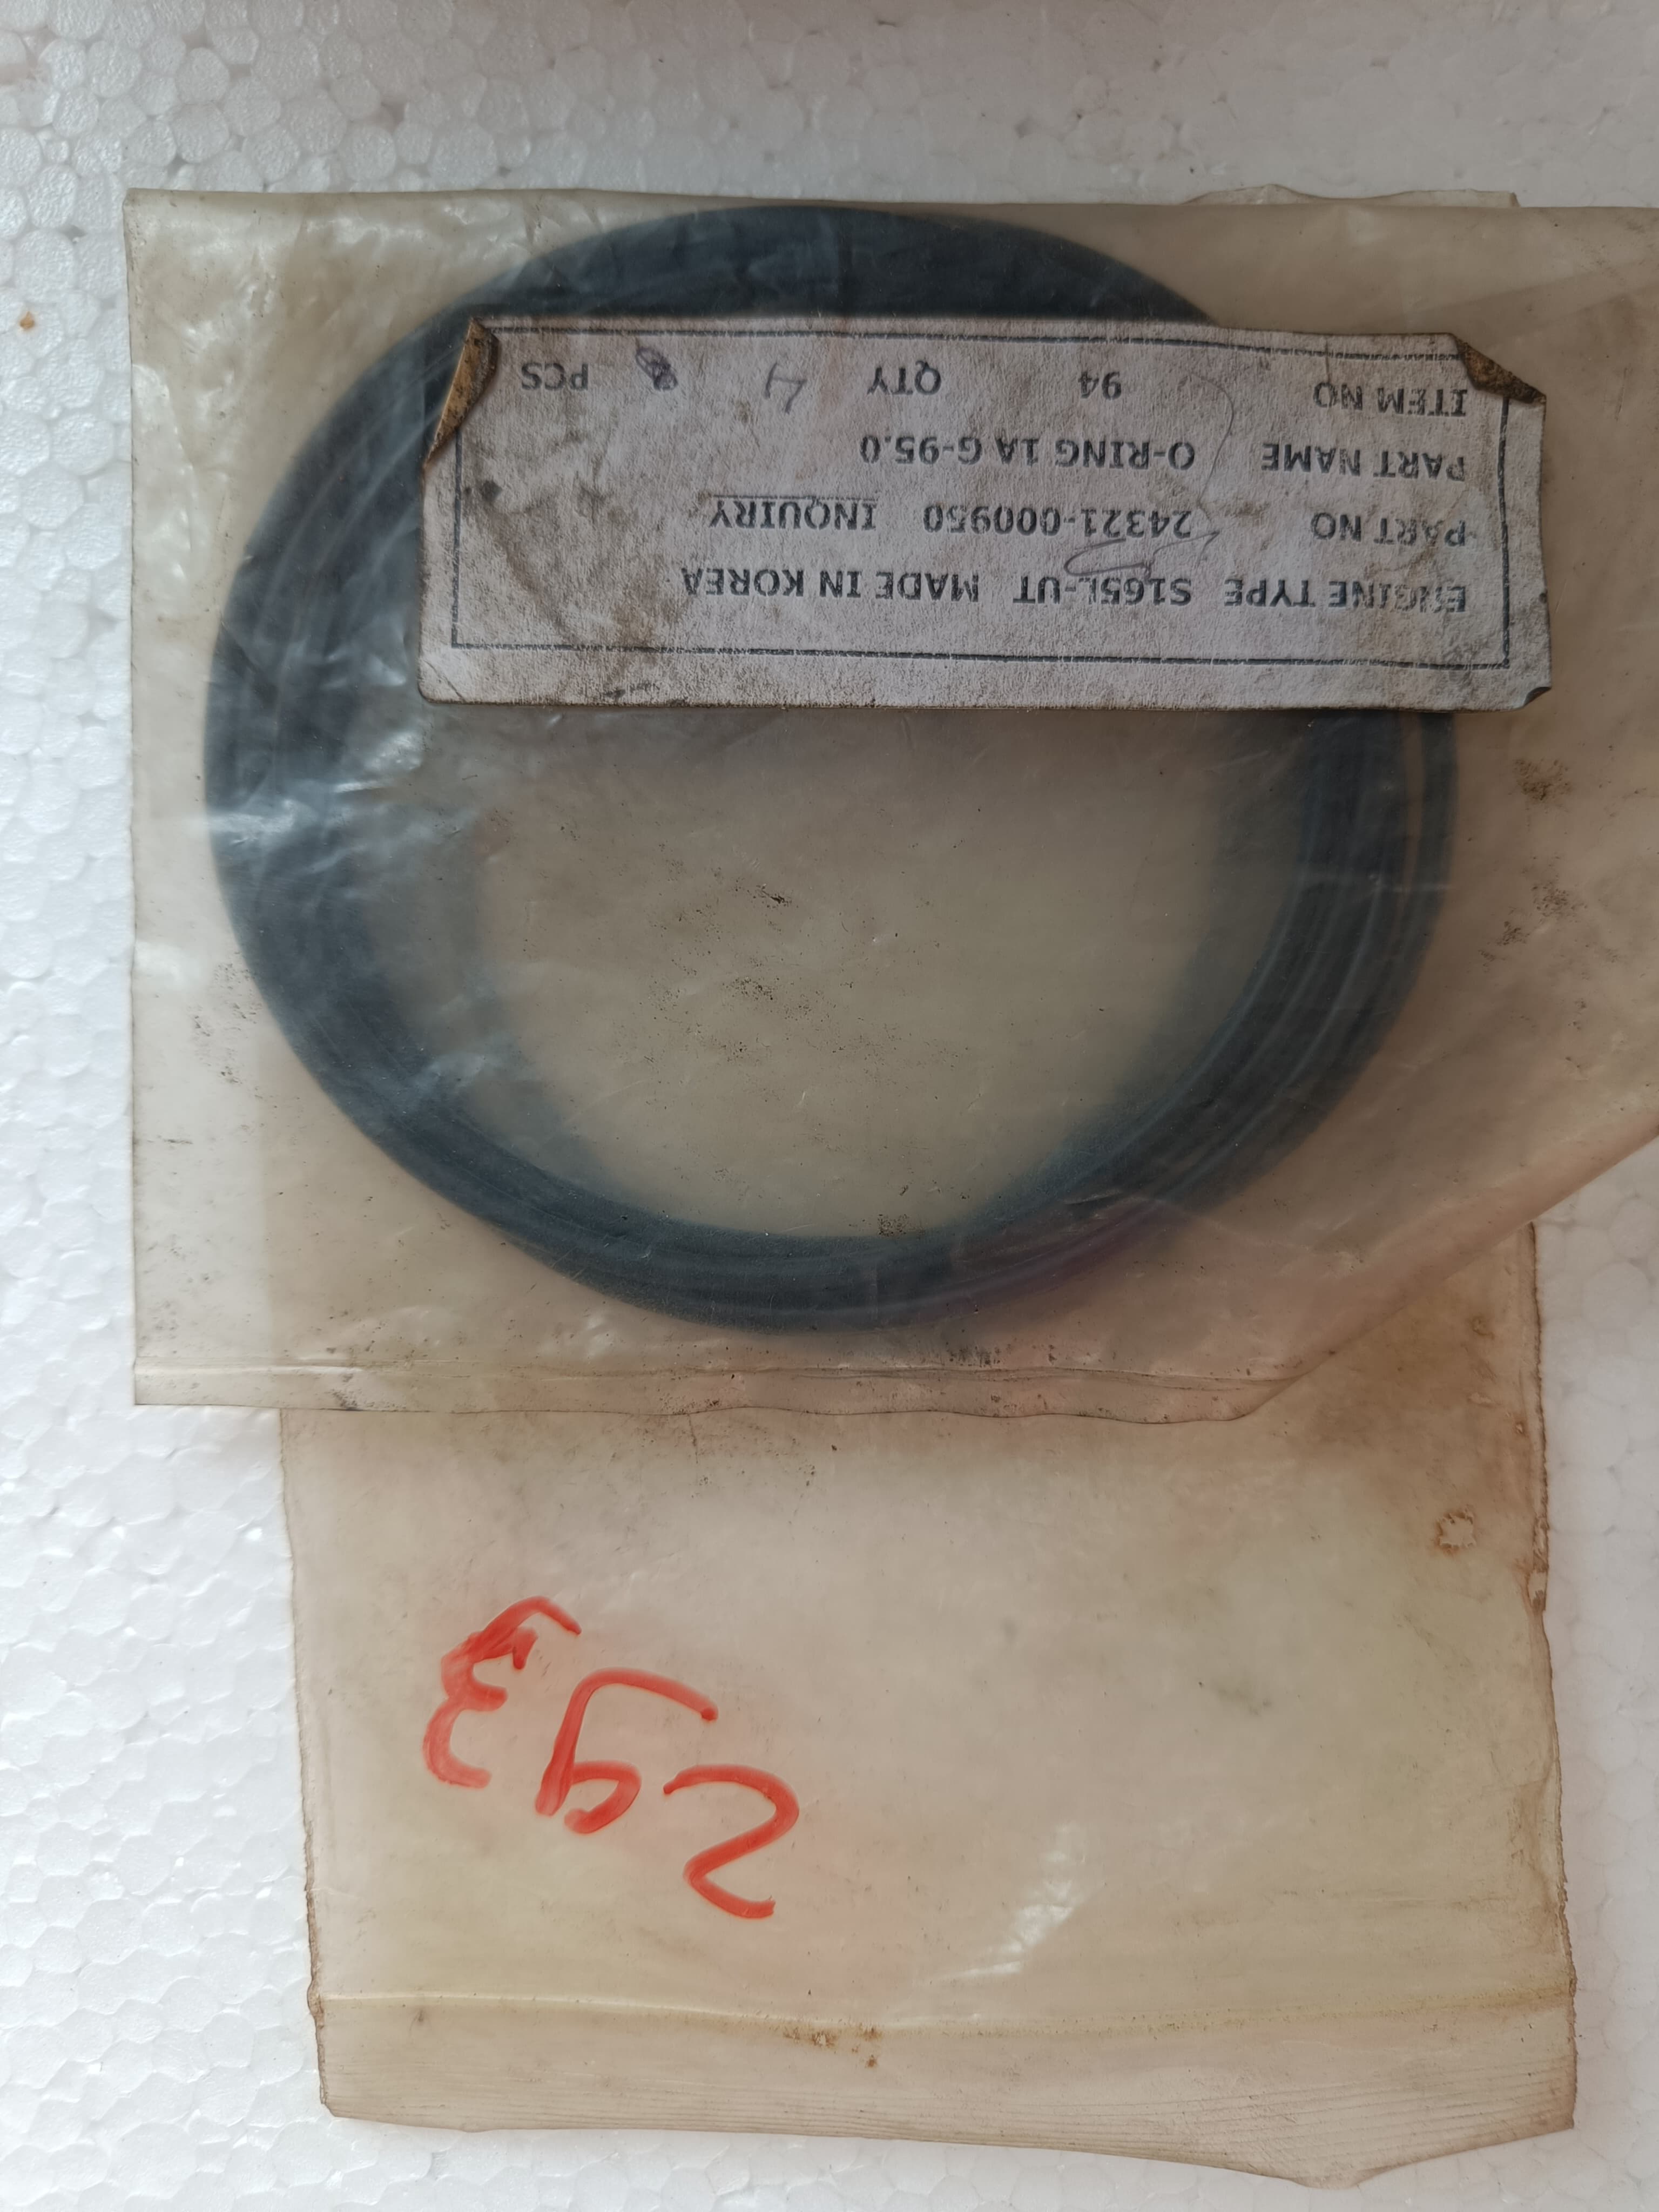 ENGINE TYPE S165L-UT MADE IN KOREA
PART NO 24321-000950 INQUIRY
PART NAME O-RING 1A G-95.0
ITEM NO 94 QTY 4 PCS